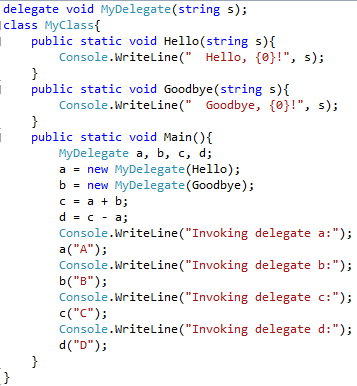 delegate void MyDelegate(string s);
class MyClass{
    public static void Hello(string s){
        Console.WriteLine("  Hello, {0}!", s);
    }
    public static void Goodbye(string s){
        Console.WriteLine("  Goodbye, {0}!", s);
    }
    public static void Main(){
        MyDelegate a, b, c, d;
        a = new MyDelegate(Hello);
        b = new MyDelegate(Goodbye);
        c = a + b;
        d = c - a;
        Console.WriteLine("Invoking delegate a:");
        a("A");
        Console.WriteLine("Invoking delegate b:");
        b("B");
        Console.WriteLine("Invoking delegate c:");
        c("C");
        Console.WriteLine("Invoking delegate d:");
        d("D");
    }
}